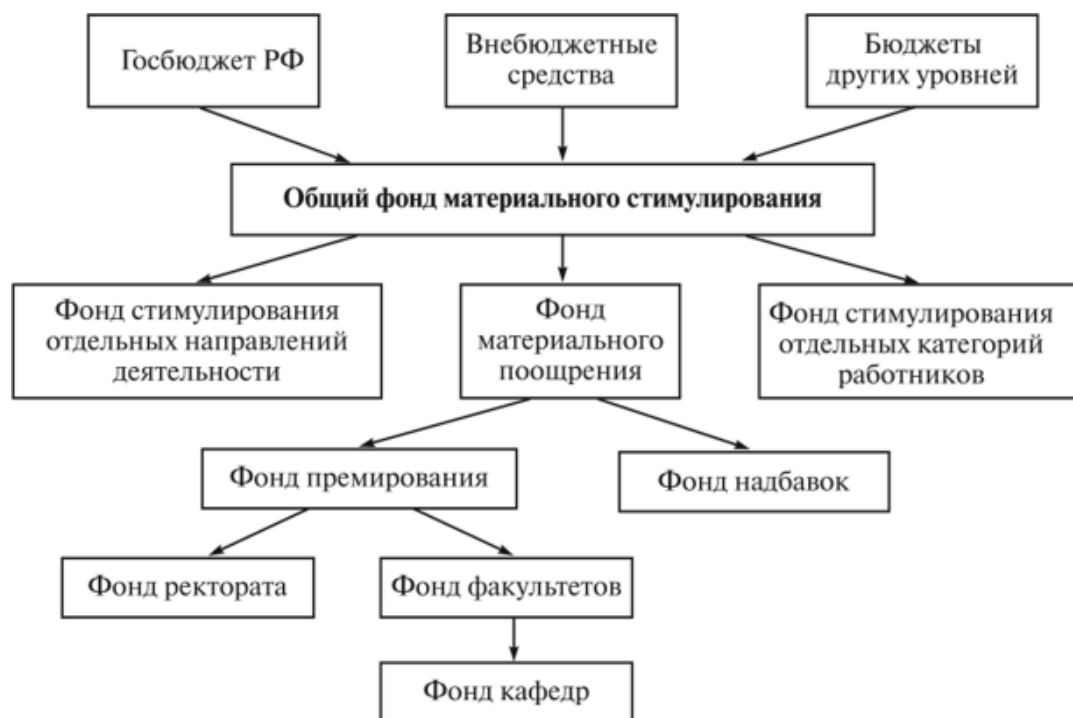 Госбюджет РФ
Внебюджетные
средства
Бюджеты
других уровней
Общий фонд материального стимулирования
Фонд стимулирования
отдельных направлений
деятельности
Фонд
материального
поощрения
Фонд стимулирования
отдельных категорий
работников
Фонд премирования
Фонд надбавок
Фонд ректората
Фонд факультетов
Фонд кафедр